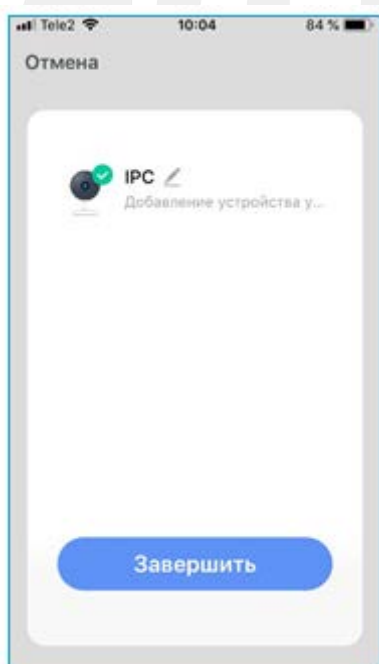 Tele2 10:04 84 %
Отмена
IPC
Добавление устройства у...
Завершить